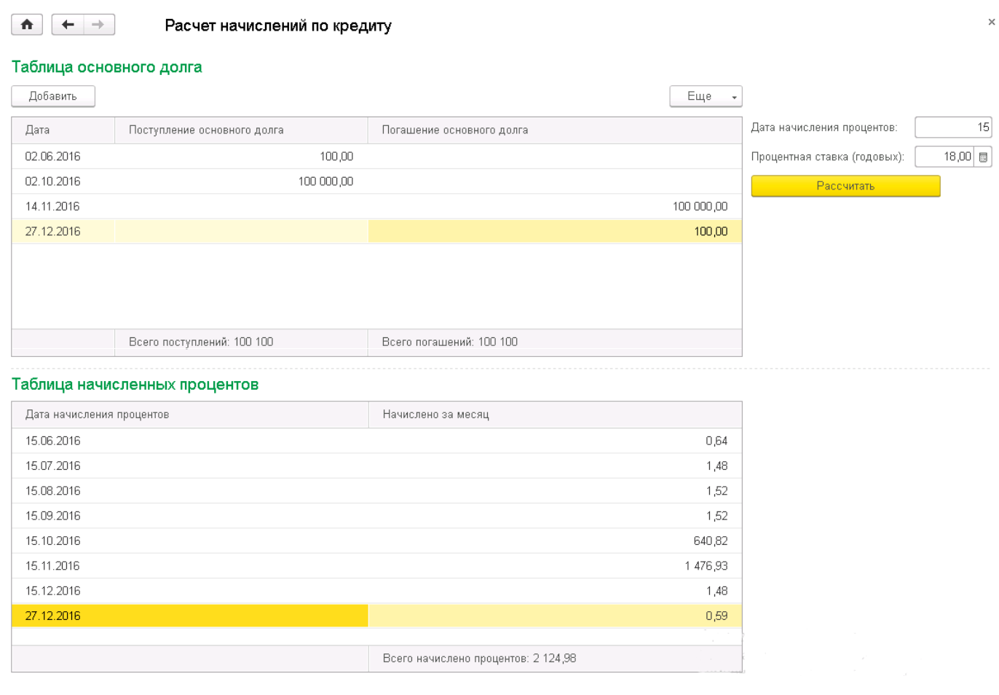 Расчет начислений по кредиту
×
Таблица основного долга
Добавить
Еще
Дата Поступление основного долга Погашение основного долга
02.06.2016 100,00
02.10.2016 100 000,00
14.11.2016 100 000,00
27.12.2016 100,00
Всего поступлений: 100 100 Всего погашений: 100 100
Дата начисления процентов: 15
Процентная ставка (годовых): 18,00
Рассчитать
Таблица начисленных процентов
Дата начисления процентов Начислено за месяц
15.06.2016 0,64
15.07.2016 1,48
15.08.2016 1,52
15.09.2016 1,52
15.10.2016 640,82
15.11.2016 1 476,93
15.12.2016 1,48
27.12.2016 0,59
Всего начислено процентов: 2 124,98